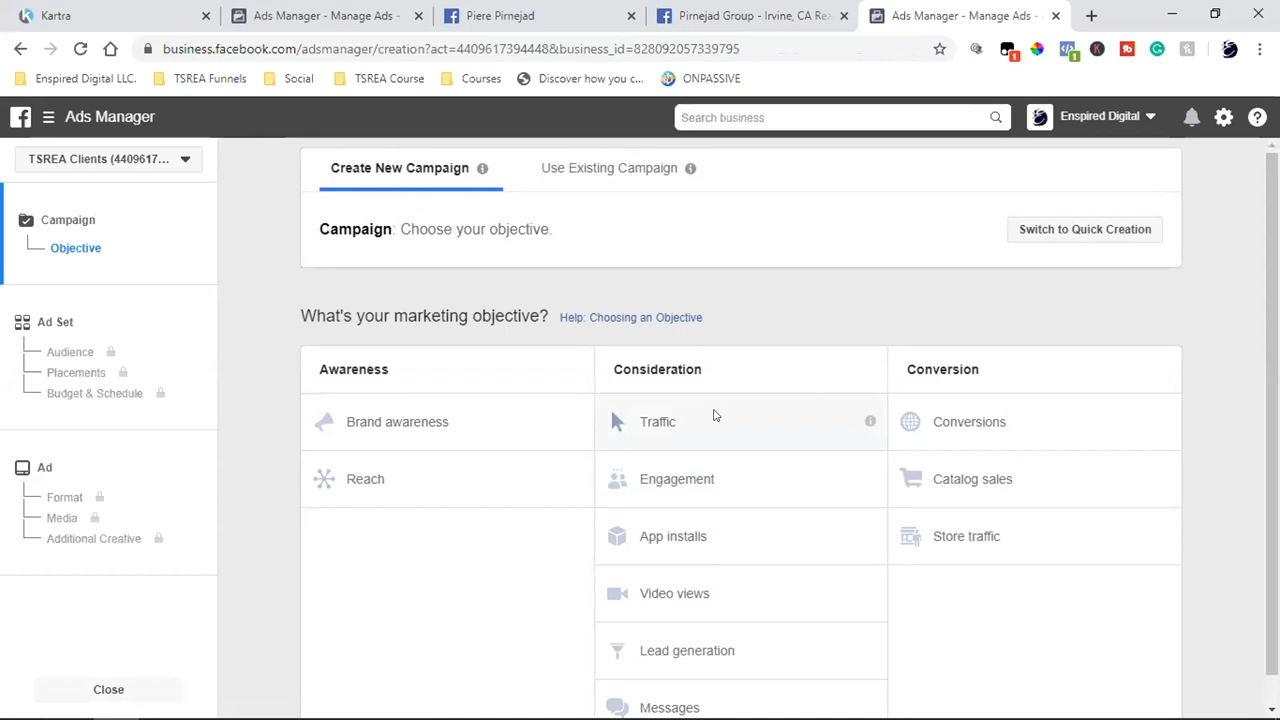 Kartra
Ads Manager - Manage Ads -
Piere Pirnejad
Pirnejad Group - Irvine, CA Rea
Ads Manager - Manage Ads -
business.facebook.com/adsmanager/creation?act=4409617394448&business_id=828092057339795
1
1
Enspired Digital LLC.
TSREA Funnels
Social
TSREA Course
Courses
Discover how you c...
ONPASSIVE
Ads Manager
Search business
Enspired Digital
TSREA Clients (4409617...
Create New Campaign
Use Existing Campaign
Campaign: Choose your objective.
Switch to Quick Creation
Campaign
Objective
What's your marketing objective?
Help: Choosing an Objective
Ad Set
Audience
Placements
Budget & Schedule
Awareness
Consideration
Conversion
Brand awareness
Traffic
Conversions
Reach
Engagement
Catalog sales
App installs
Store traffic
Video views
Lead generation
Messages
Ad
Format
Media
Additional Creative
Close